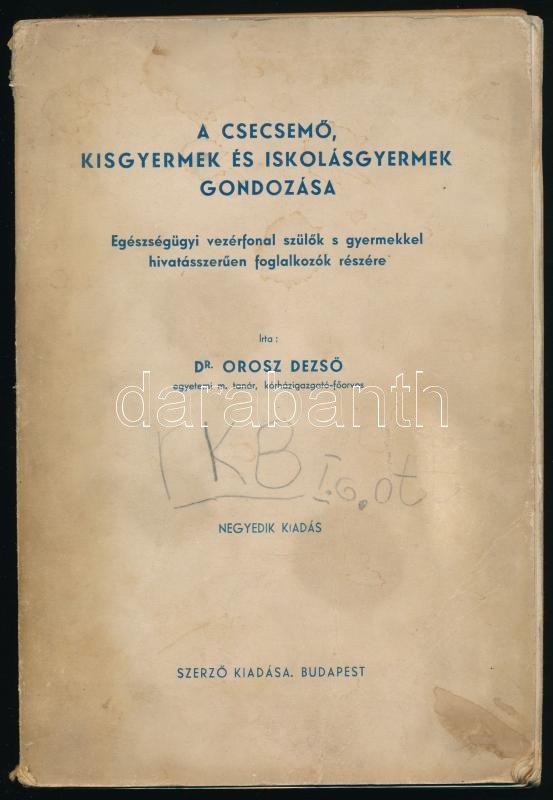 A CSECSEMŐ,
KISGYERMEK ÉS ISKOLÁSGYERMEK
GONDOZÁSA
Egészségügyi vezérfonal szülők s gyermekkel
hivatásszerűen foglalkozók részére
Írta:
DR. OROSZ DEZSŐ
egyetemi m. tanár, kórházigazgató-főorvos
darabanth
KB I.
NEGYEDIK KIADÁS
SZERZŐ KIADÁSA. BUDAPEST